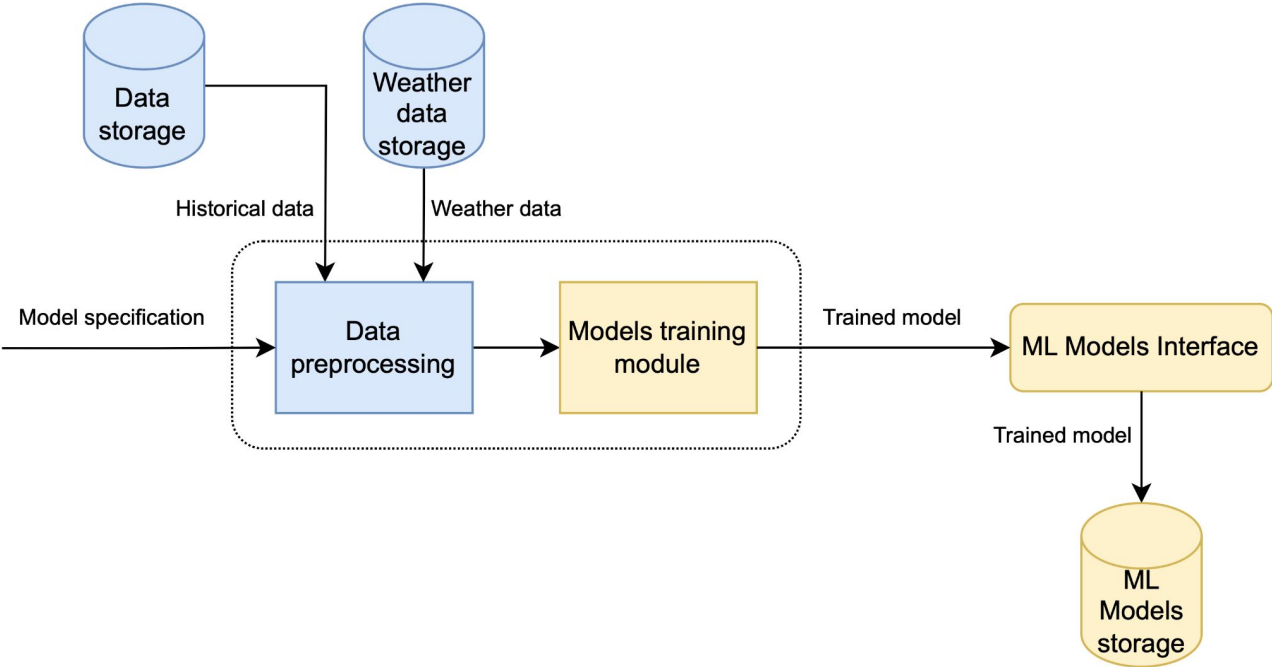 Data
storage
Weather
data
storage
Historical data
Weather data
Model specification
Data
preprocessing
Models training
module
Trained model
ML Models Interface
Trained model
ML
Models
storage